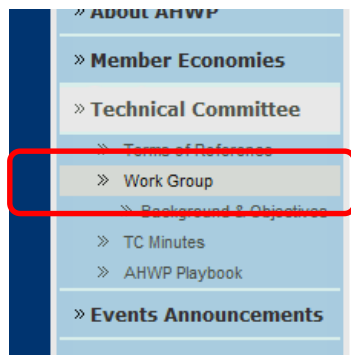 » About AHWP
» Member Economies
» Technical Committee
» Terms of Reference
» Work Group
» Background & Objectives
» TC Minutes
» AHWP Playbook
» Events Announcements